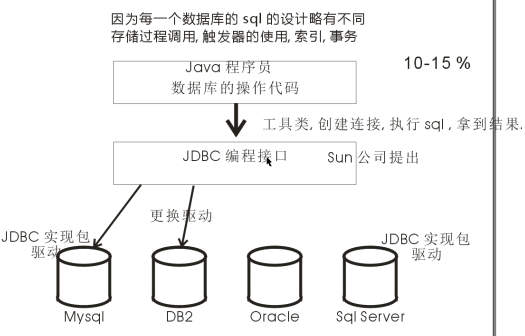 因为每一个数据库的 sql 的设计略有不同
存储过程调用, 触发器的使用, 索引, 事务
Java 程序员
数据库的操作代码
10-15 %
工具类, 创建连接, 执行 sql , 拿到结果.
JDBC 编程接口
Sun 公司提出
更换驱动
JDBC 实现包
驱动
JDBC 实现包
驱动
Mysql
DB2
Oracle
Sql Server